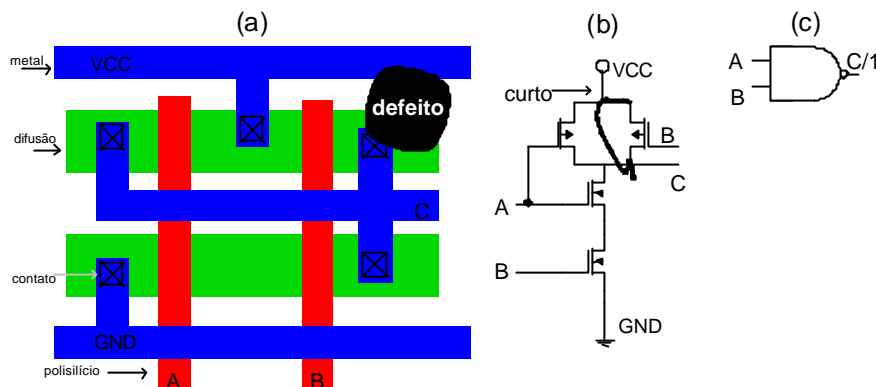 (a)
metal
VCC
defeito
difusão
C
contato
GND
polisilício
A
B
(b)
VCC
curto
B
C
A
B
GND
(c)
A
B
C/1